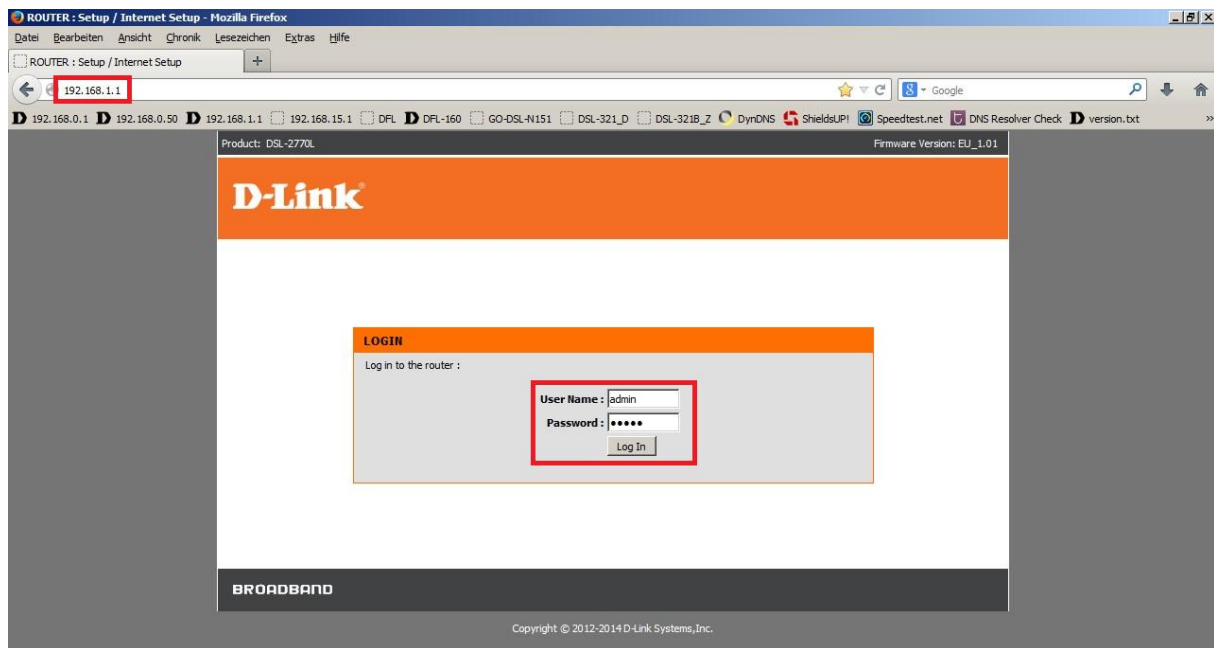 ROUTER : Setup / Internet Setup - Mozilla Firefox
Datei Bearbeiten Ansicht Chronik Lesezeichen Extras Hilfe
ROUTER : Setup / Internet Setup
192.168.1.1
Google
192.168.0.1 192.168.0.50 192.168.1.1 192.168.15.1 DFL DFL-160 GO-DSL-N151 DSL-321_D DSL-321B_Z DynDNS ShieldsUP! Speedtest.net DNS Resolver Check version.txt »
Product: DSL-2770L Firmware Version: EU_1.01
D-Link®
LOGIN
Log in to the router :
User Name : admin
Password : •••••
Log In
BROADBAND
Copyright © 2012-2014 D-Link Systems,Inc.